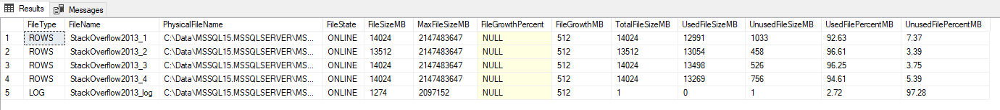 Results Messages
FileType FileName PhysicalFileName FileState FileSizeMB MaxFileSizeMB FileGrowthPercent FileGrowthMB TotalFileSizeMB UsedFileSizeMB UnusedFileSizeMB UsedFilePercentMB UnusedFilePercentMB
1 ROWS StackOverflow2013_1 C:\Data\MSSQL15.MSSQLSERVER\MS... ONLINE 14024 2147483647 NULL 512 14024 12991 1033 92.63 7.37
2 ROWS StackOverflow2013_2 C:\Data\MSSQL15.MSSQLSERVER\MS... ONLINE 13512 2147483647 NULL 512 13512 13054 458 96.61 3.39
3 ROWS StackOverflow2013_3 C:\Data\MSSQL15.MSSQLSERVER\MS... ONLINE 14024 2147483647 NULL 512 14024 13498 526 96.25 3.75
4 ROWS StackOverflow2013_4 C:\Data\MSSQL15.MSSQLSERVER\MS... ONLINE 14024 2147483647 NULL 512 14024 13269 756 94.61 5.39
5 LOG StackOverflow2013_log C:\Data\MSSQL15.MSSQLSERVER\MS... ONLINE 1274 2097152 NULL 512 1 0 1 2.72 97.28